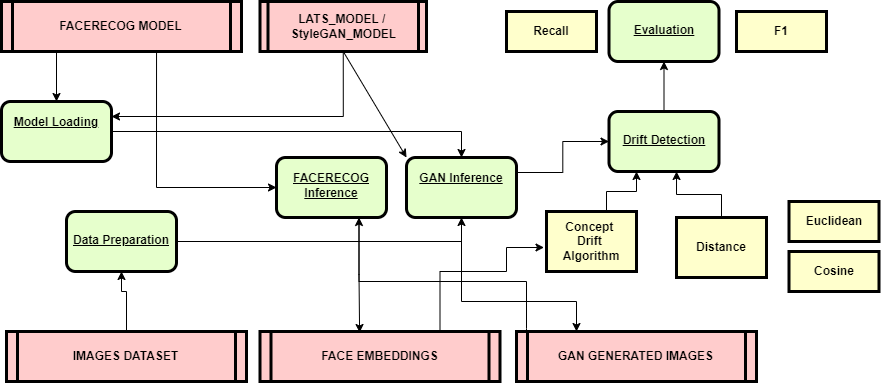 FACERECOG MODEL
LATS_MODEL /
StyleGAN_MODEL
Recall
Evaluation
F1
Model Loading
Drift Detection
FACERECOG
Inference
GAN Inference
Data Preparation
Concept
Drift
Algorithm
Distance
Euclidean
Cosine
IMAGES DATASET
FACE EMBEDDINGS
GAN GENERATED IMAGES